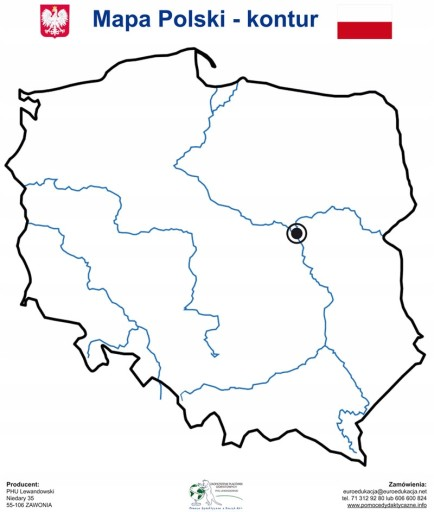 Mapa Polski - kontur
Producent:
PHU Lewandowski
Niedary 35
55-106 ZAWONIA
Zamówienia:
euroedukacja@euroedukacja.net
tel. 71 312 92 80 lub 606 600 824
www.pomocedydaktyczne.info